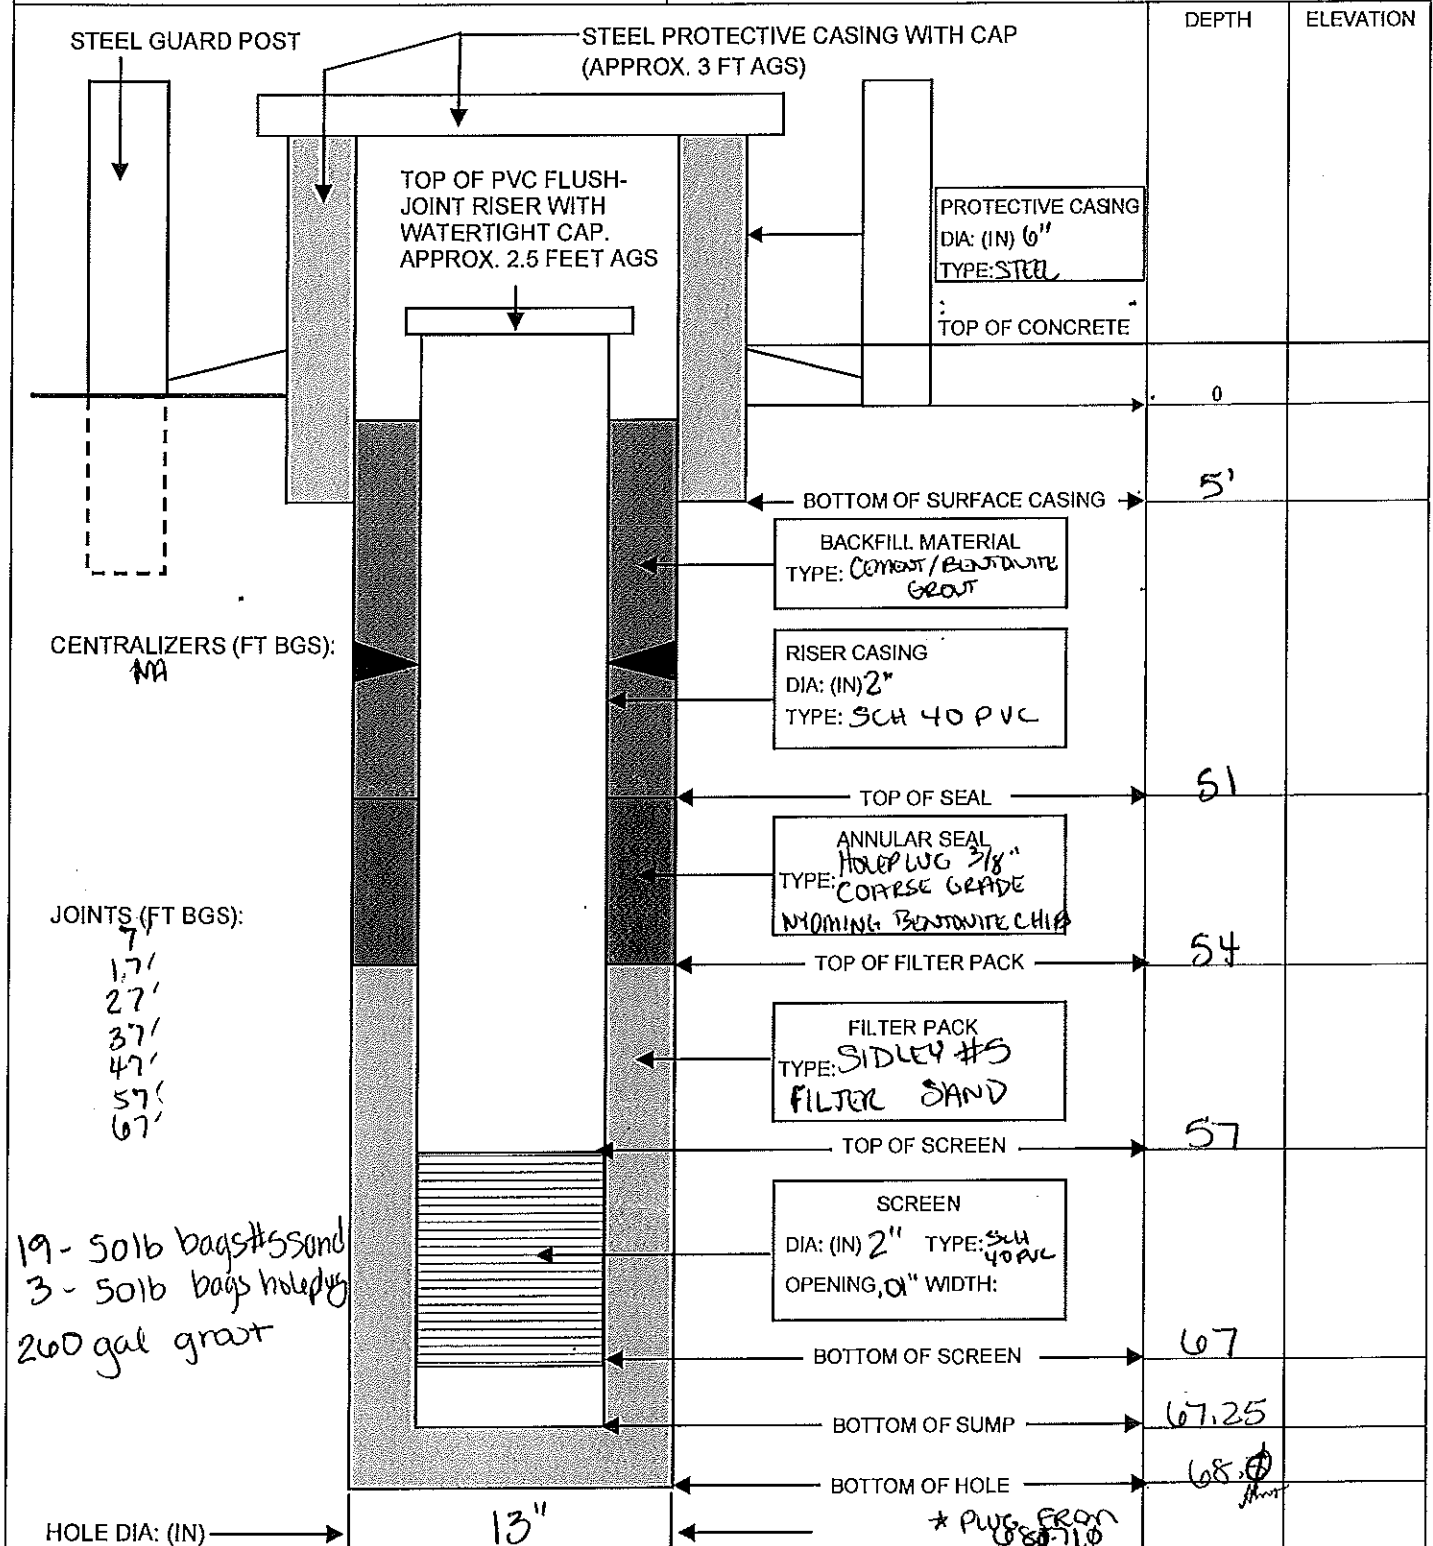 DEPTH
ELEVATION
STEEL GUARD POST
STEEL PROTECTIVE CASING WITH CAP
(APPROX. 3 FT AGS)
TOP OF PVC FLUSH-
JOINT RISER WITH
WATERTIGHT CAP.
APPROX. 2.5 FEET AGS
PROTECTIVE CASING
DIA: (IN) 6"
TYPE: STEEL
TOP OF CONCRETE
0
BOTTOM OF SURFACE CASING
5'
BACKFILL MATERIAL
TYPE: CEMENT/BENTONITE
GROUT
CENTRALIZERS (FT BGS):
NA
RISER CASING
DIA: (IN) 2"
TYPE: SCH 40 PVC
TOP OF SEAL
51
ANNULAR SEAL
HOLEPLUG 3/8"
TYPE: COARSE GRADE
WYOMING BENTONITE CHIPS
JOINTS (FT BGS):
7'
17'
27'
37'
47'
57'
67'
TOP OF FILTER PACK
54
FILTER PACK
TYPE: SIDLEY #5
FILTER SAND
TOP OF SCREEN
57
SCREEN
DIA: (IN) 2" TYPE: SCH
40 PVC
OPENING .01" WIDTH:
19 - 50lb bags #5 sand
3 - 50lb bags holeplug
260 gal grout
BOTTOM OF SCREEN
67
BOTTOM OF SUMP
67.25
BOTTOM OF HOLE
68.0
HOLE DIA: (IN)
13"
* PLUG FROM
68.0-71.0